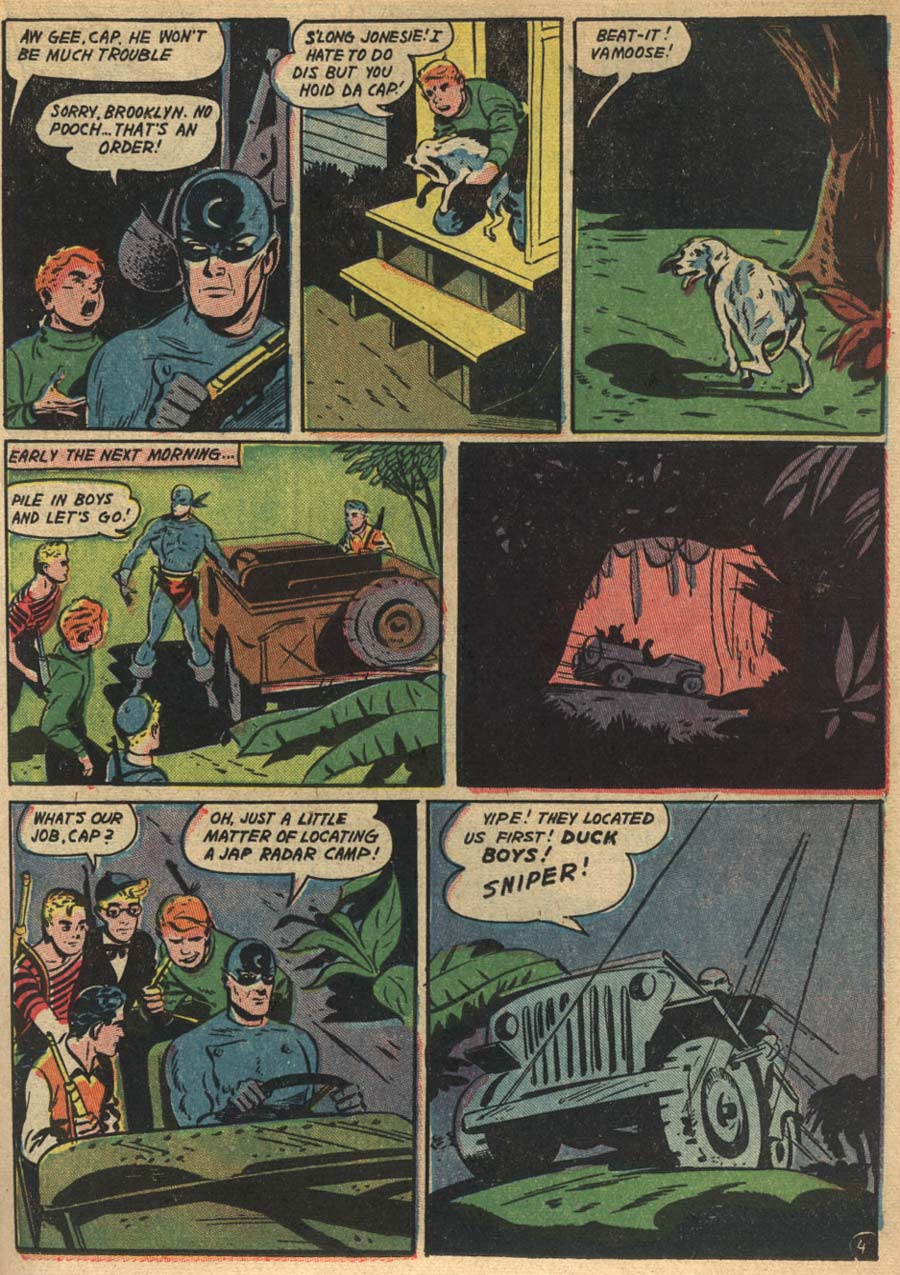 AW GEE, CAP, HE WON'T
BE MUCH TROUBLE
SORRY, BROOKLYN. NO
POOCH... THAT'S AN
ORDER!
S'LONG JONESIE! I
HATE TO DO
DIS BUT YOU
HOID DA CAP!
BEAT-IT!
VAMOOSE!
EARLY THE NEXT MORNING...
PILE IN BOYS
AND LET'S GO!
WHAT'S OUR
JOB, CAP?
OH, JUST A LITTLE
MATTER OF LOCATING
A JAP RADAR CAMP!
YIPE! THEY LOCATED
US FIRST! DUCK
BOYS!
SNIPER!
4